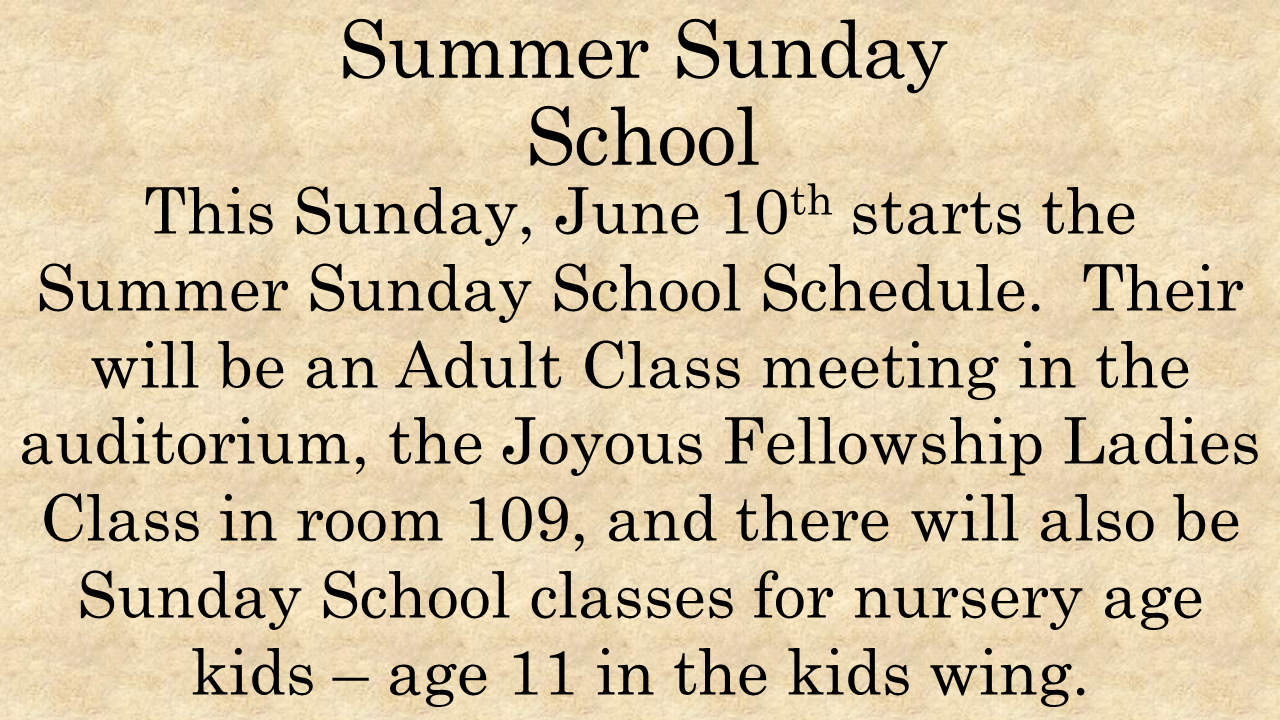 Summer Sunday
School
This Sunday, June 10th starts the
Summer Sunday School Schedule.  Their
will be an Adult Class meeting in the
auditorium, the Joyous Fellowship Ladies
Class in room 109, and there will also be
Sunday School classes for nursery age
kids – age 11 in the kids wing.